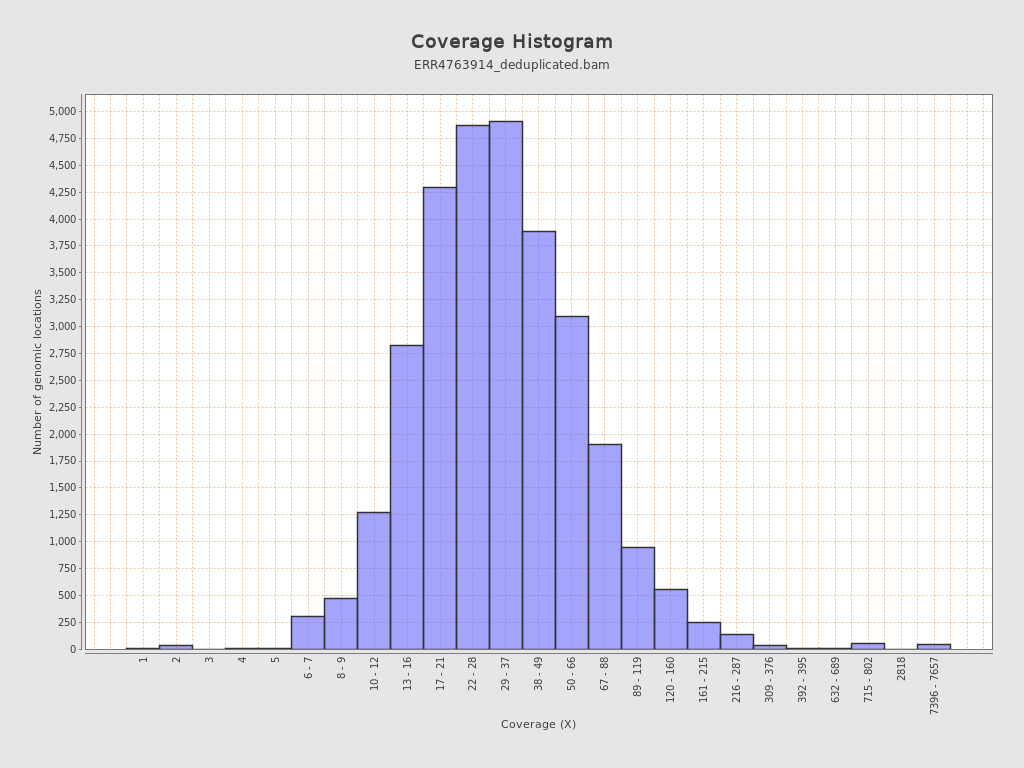 Coverage Histogram
ERR4763914_deduplicated.bam
Number of genomic locations
5,000
4,750
4,500
4,250
4,000
3,750
3,500
3,250
3,000
2,750
2,500
2,250
2,000
1,750
1,500
1,250
1,000
750
500
250
0
1
2
3
4
5
6 - 7
8 - 9
10 - 12
13 - 16
17 - 21
22 - 28
29 - 37
38 - 49
50 - 66
67 - 88
89 - 119
120 - 160
161 - 215
216 - 287
309 - 376
392 - 395
632 - 689
715 - 802
2818
7396 - 7657
Coverage (X)